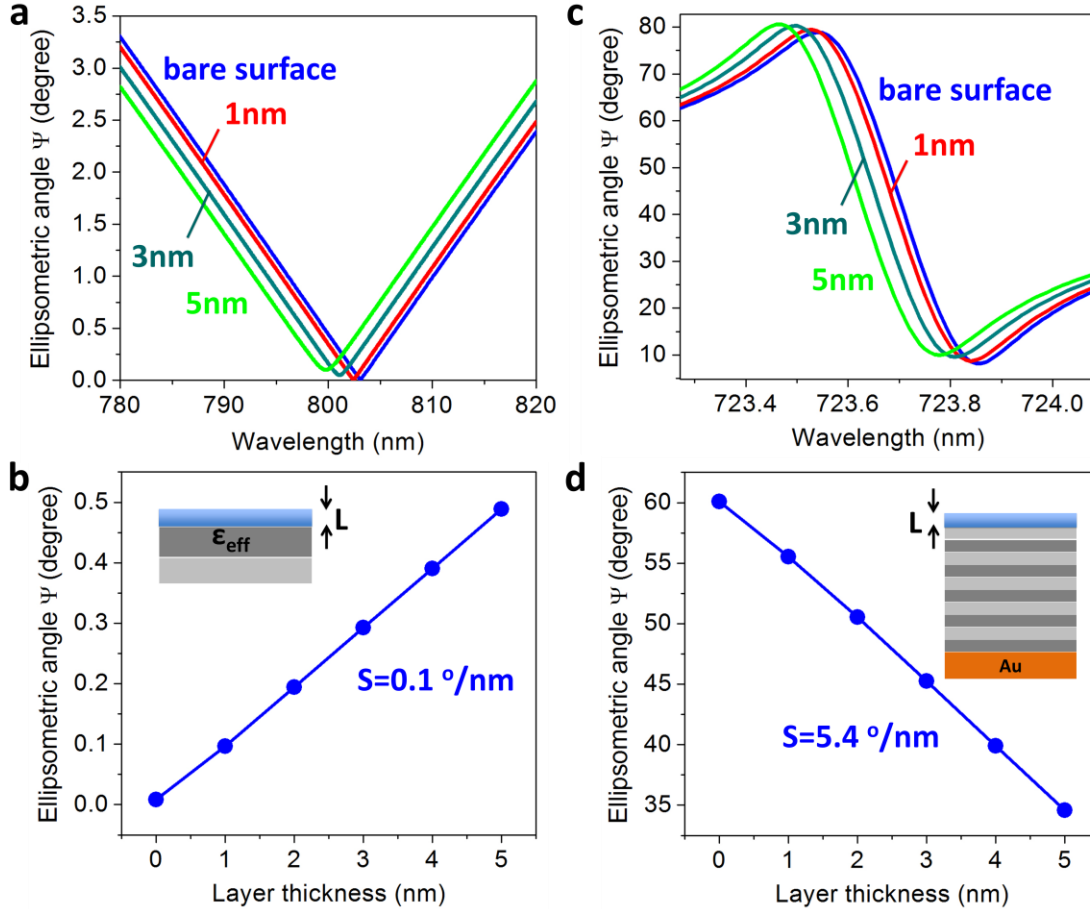 a
3.5
3.0
2.5
2.0
1.5
1.0
0.5
0.0
Ellipsometric angle Ψ (degree)
bare surface
1nm
3nm
5nm
780 790 800 810 820
Wavelength (nm)
c
80
70
60
50
40
30
20
10
Ellipsometric angle Ψ (degree)
bare surface
1nm
3nm
5nm
723.4 723.6 723.8 724.0
Wavelength (nm)
b
0.5
0.4
0.3
0.2
0.1
0.0
Ellipsometric angle Ψ (degree)
L
ε_eff
S=0.1 º/nm
0 1 2 3 4 5
Layer thickness (nm)
d
60
55
50
45
40
35
Ellipsometric angle Ψ (degree)
L
Au
S=5.4 º/nm
0 1 2 3 4 5
Layer thickness (nm)